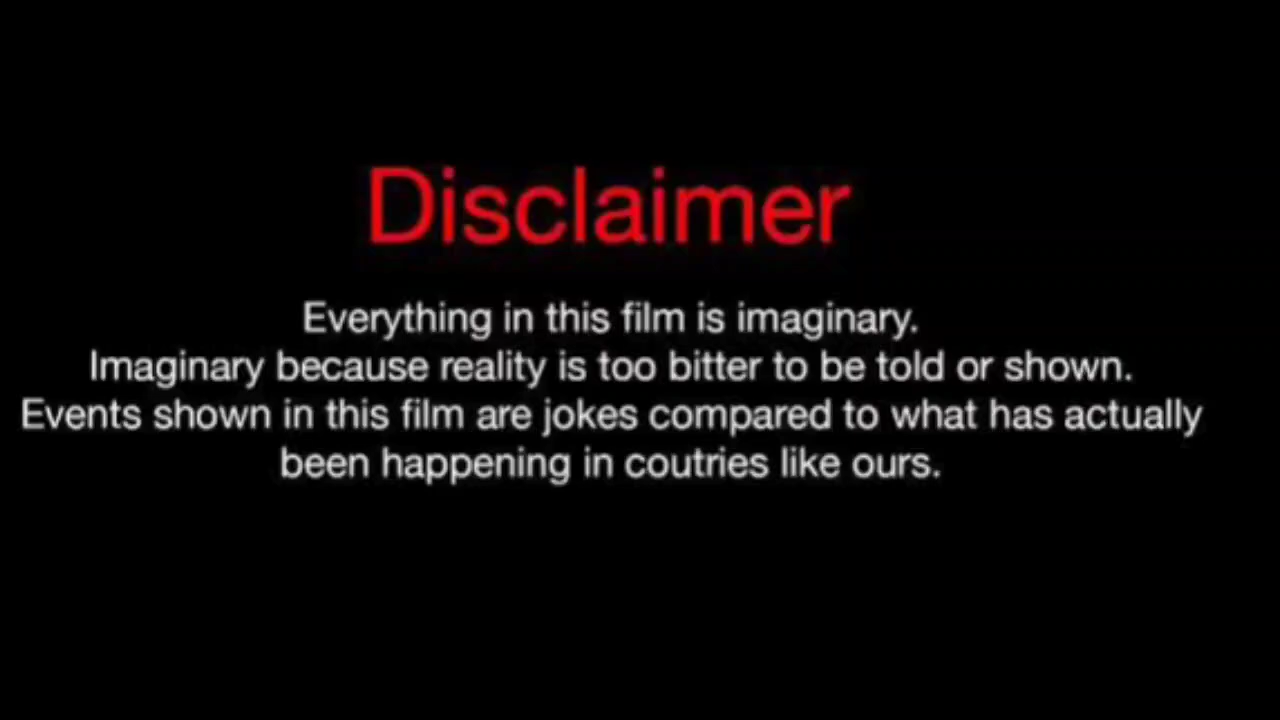 Disclaimer
Everything in this film is imaginary.
Imaginary because reality is too bitter to be told or shown.
Events shown in this film are jokes compared to what has actually
been happening in coutries like ours.